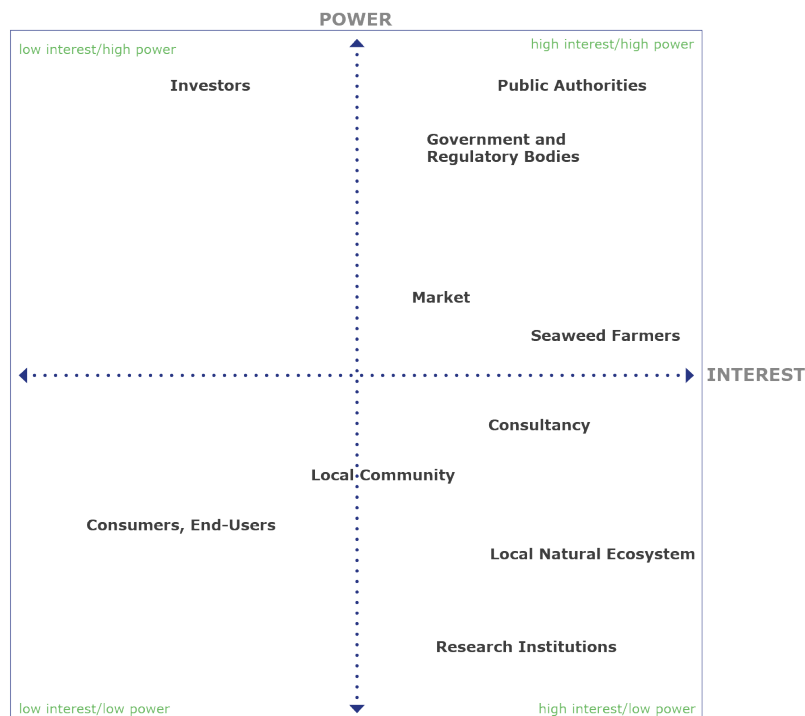 POWER
low interest/high power
high interest/high power
Investors
Public Authorities
Government and
Regulatory Bodies
Market
Seaweed Farmers
INTEREST
Consultancy
Local Community
Consumers, End-Users
Local Natural Ecosystem
Research Institutions
low interest/low power
high interest/low power